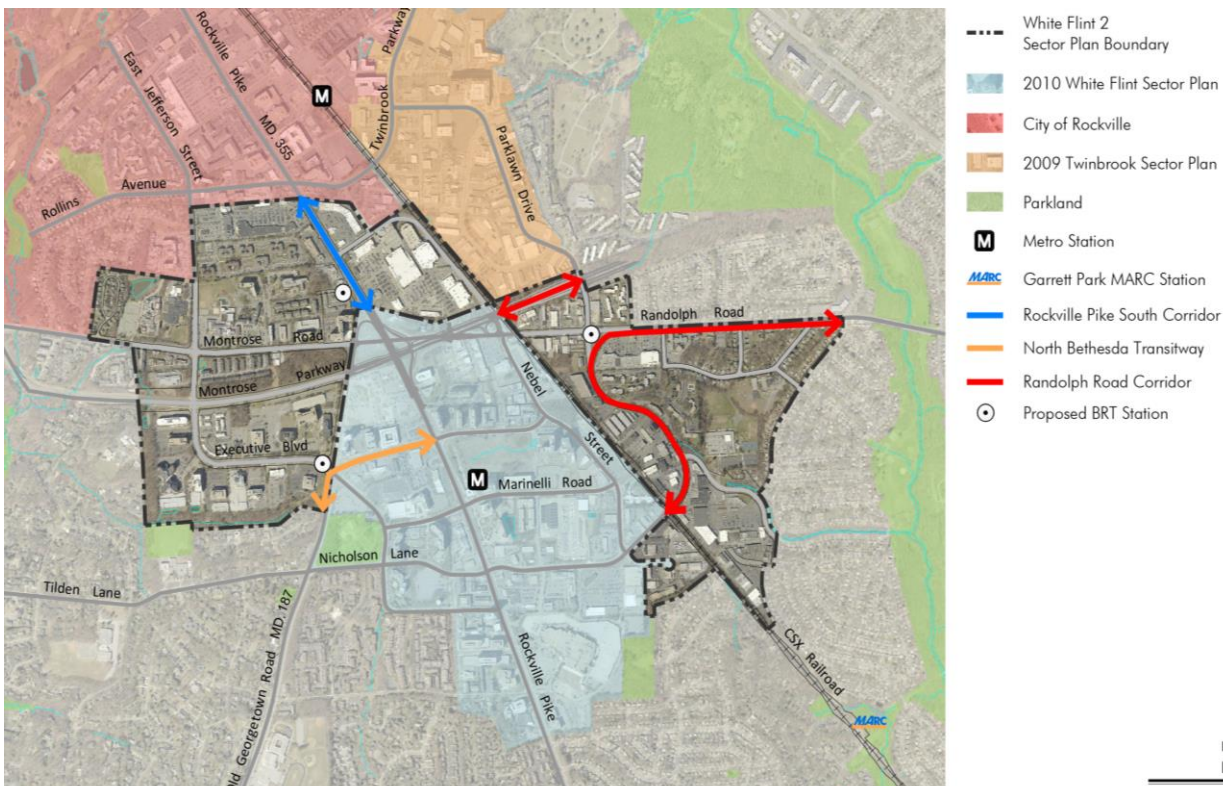 Rockville Pike MD. 355
East Jefferson Street
Twinbrook Parkway
M
Parklawn Drive
Rollins Avenue
Randolph Road
Montrose Road
Montrose Parkway
Nebel Street
Executive Blvd
M
Marinelli Road
Nicholson Lane
Tilden Lane
ld Georgetown Road MD. 187
Rockville Pike
CSX Railroad
MARC
White Flint 2
Sector Plan Boundary
2010 White Flint Sector Plan
City of Rockville
2009 Twinbrook Sector Plan
Parkland
M
Metro Station
MARC
Garrett Park MARC Station
Rockville Pike South Corridor
North Bethesda Transitway
Randolph Road Corridor
Proposed BRT Station